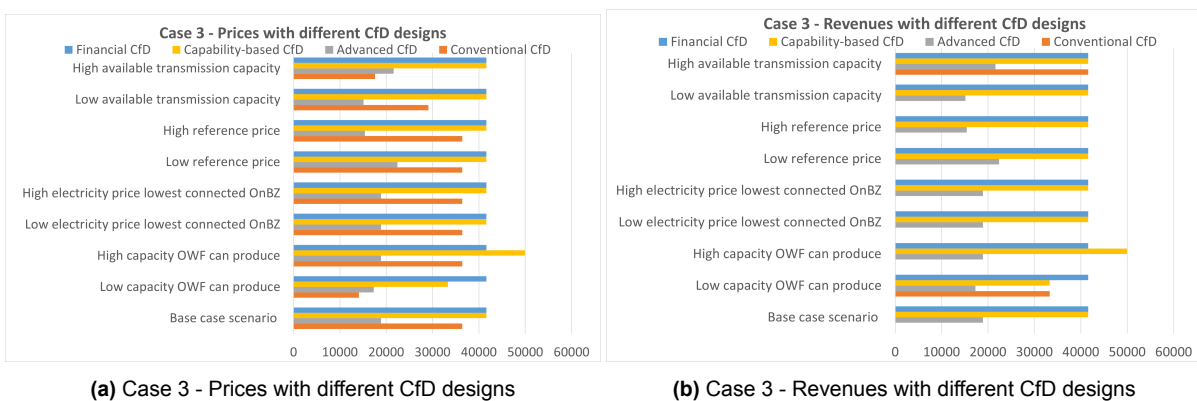 Case 3 - Prices with different CfD designs
Financial CfD Capability-based CfD Advanced CfD Conventional CfD
High available transmission capacity
Low available transmission capacity
High reference price
Low reference price
High electricity price lowest connected OnBZ
Low electricity price lowest connected OnBZ
High capacity OWF can produce
Low capacity OWF can produce
Base case scenario
0 10000 20000 30000 40000 50000 60000
(a) Case 3 - Prices with different CfD designs
Case 3 - Revenues with different CfD designs
Financial CfD Capability-based CfD Advanced CfD Conventional CfD
High available transmission capacity
Low available transmission capacity
High reference price
Low reference price
High electricity price lowest connected OnBZ
Low electricity price lowest connected OnBZ
High capacity OWF can produce
Low capacity OWF can produce
Base case scenario
0 10000 20000 30000 40000 50000 60000
(b) Case 3 - Revenues with different CfD designs